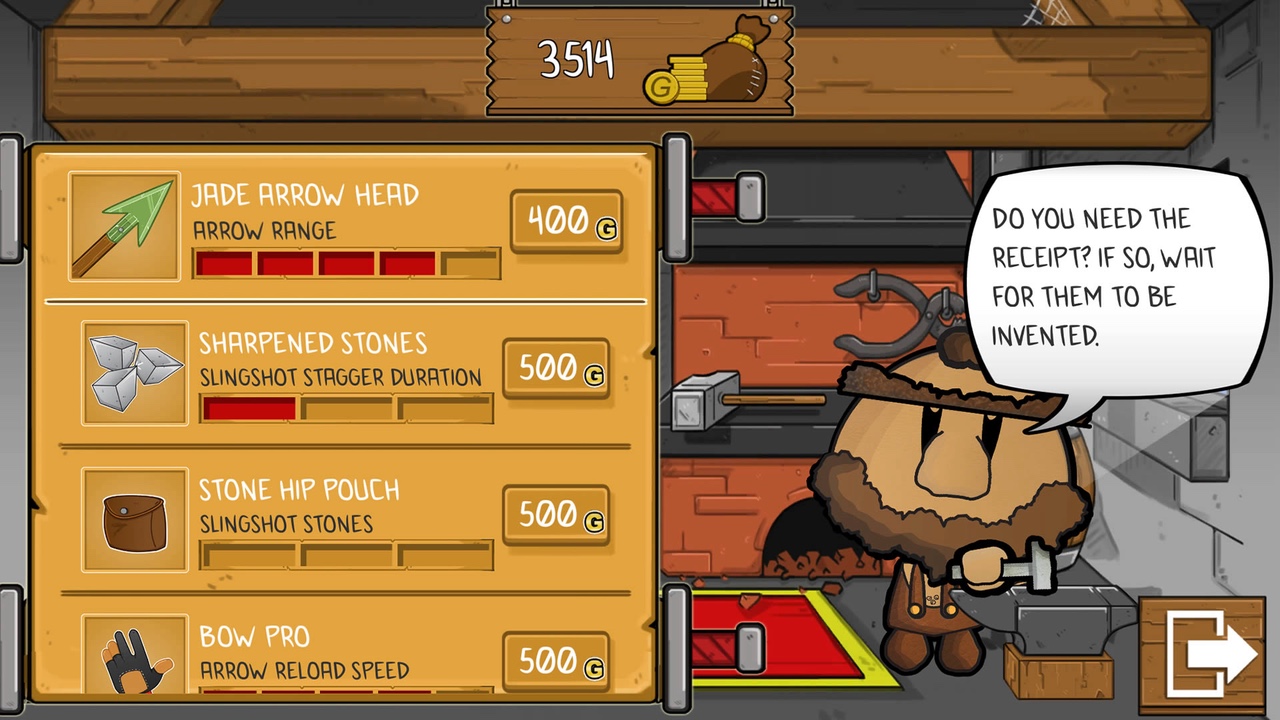 3514
G
JADE ARROW HEAD
ARROW RANGE
400 G
SHARPENED STONES
SLINGSHOT STAGGER DURATION
500 G
STONE HIP POUCH
SLINGSHOT STONES
500 G
BOW PRO
ARROW RELOAD SPEED
500 G
DO YOU NEED THE
RECEIPT? IF SO, WAIT
FOR THEM TO BE
INVENTED.